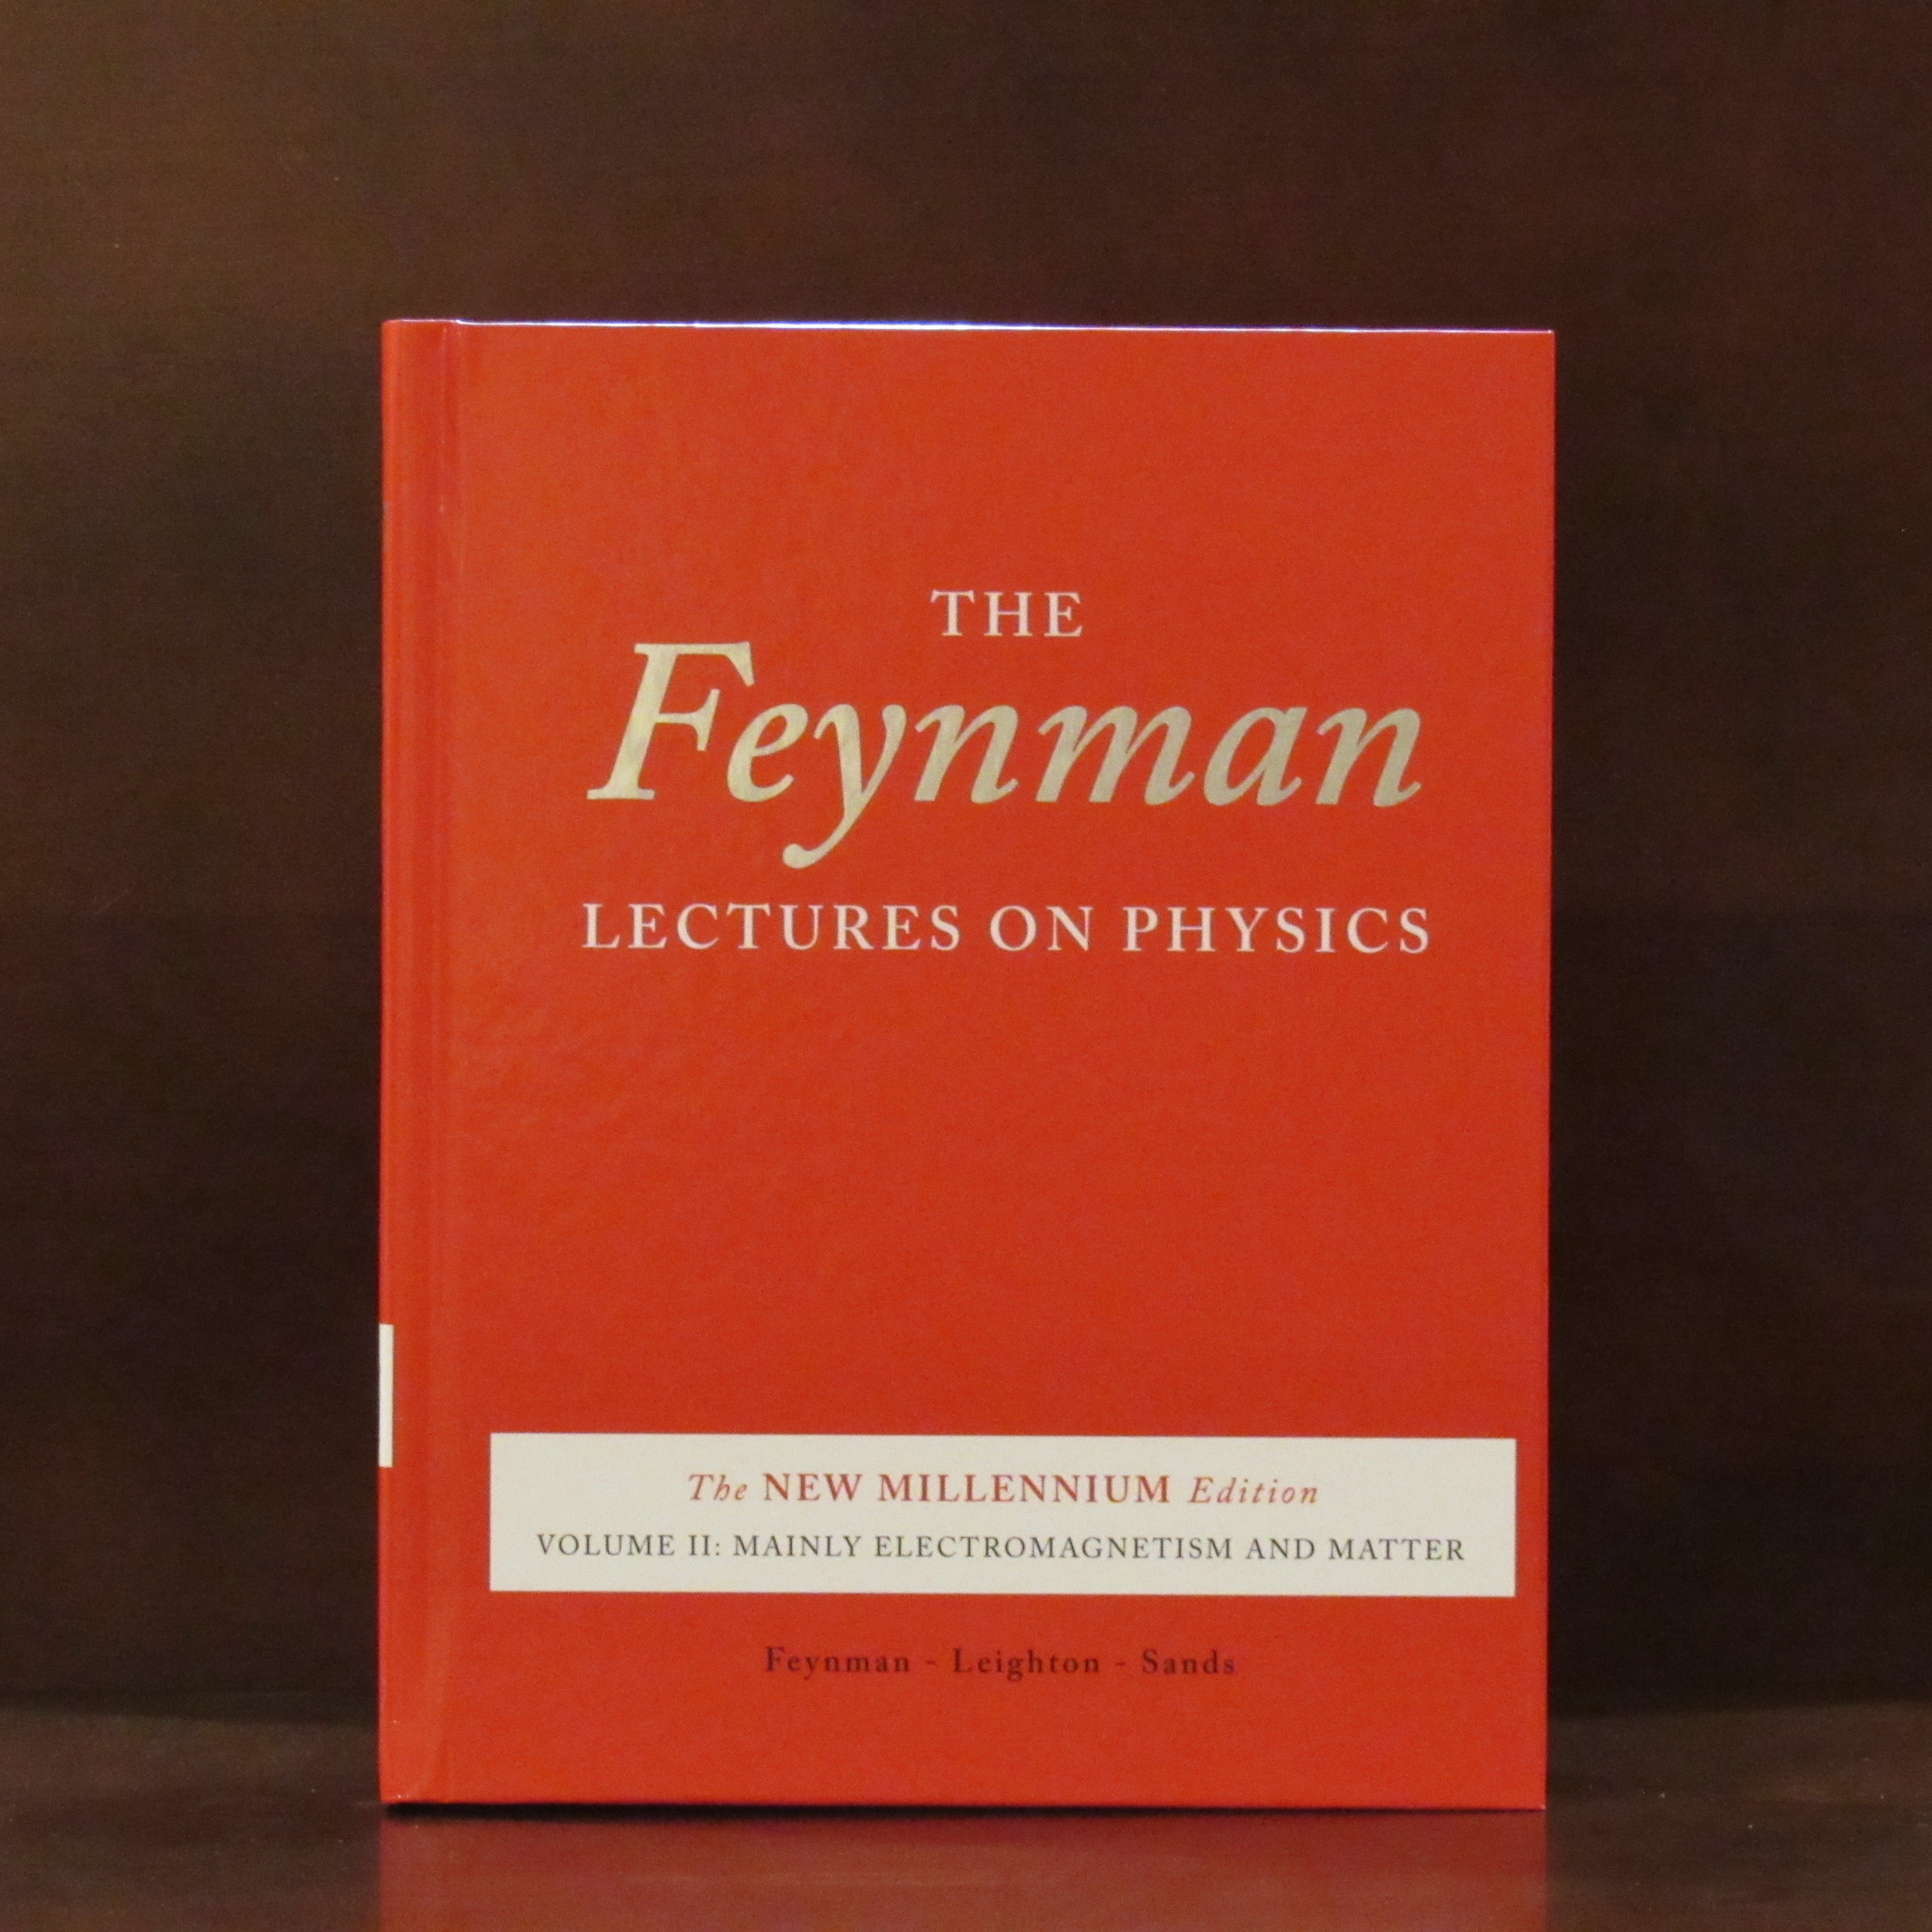 THE
Feynman
LECTURES ON PHYSICS
The NEW MILLENNIUM Edition
VOLUME II: MAINLY ELECTROMAGNETISM AND MATTER
Feynman - Leighton - Sands